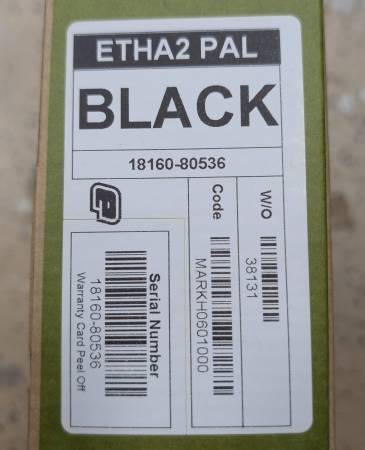 ETHA2 PAL
BLACK
18160-80536
W/O
38131
Code
MARKH0601000
Serial Number
18160-80536
Warranty Card Peel Off